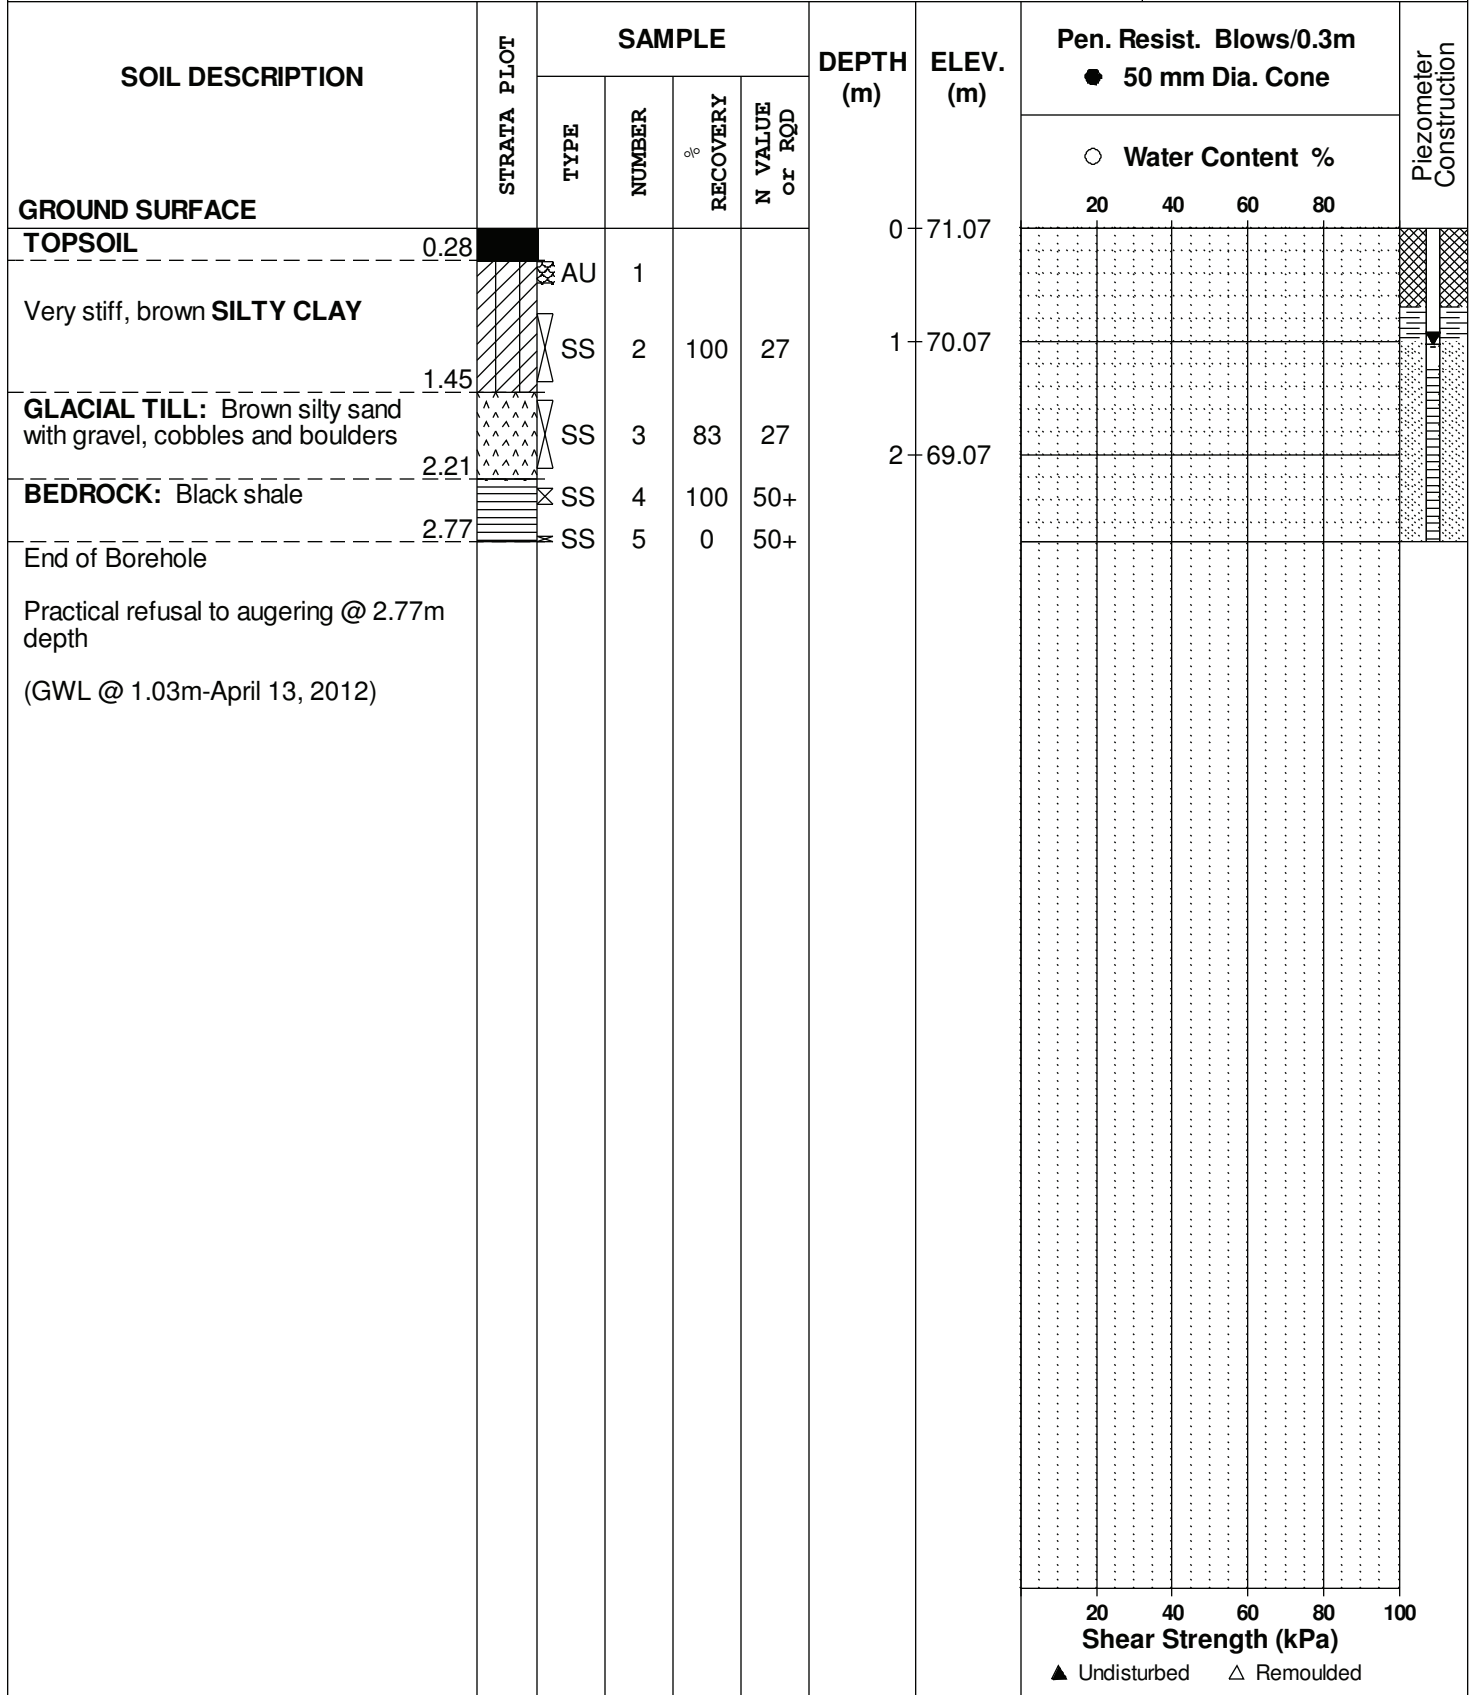 SOIL DESCRIPTION
GROUND SURFACE
STRATA PLOT
SAMPLE
TYPE
NUMBER
% RECOVERY
N VALUE or RQD
DEPTH (m)
ELEV. (m)
Pen. Resist. Blows/0.3m
● 50 mm Dia. Cone
○ Water Content %
20 40 60 80
Piezometer Construction
TOPSOIL 0.28
AU 1
Very stiff, brown SILTY CLAY
SS 2 100 27
1.45
GLACIAL TILL: Brown silty sand
with gravel, cobbles and boulders
SS 3 83 27
2.21
BEDROCK: Black shale
SS 4 100 50+
2.77
SS 5 0 50+
0 71.07
1 70.07
2 69.07
End of Borehole
Practical refusal to augering @ 2.77m
depth
(GWL @ 1.03m-April 13, 2012)
20 40 60 80 100
Shear Strength (kPa)
▲ Undisturbed △ Remoulded